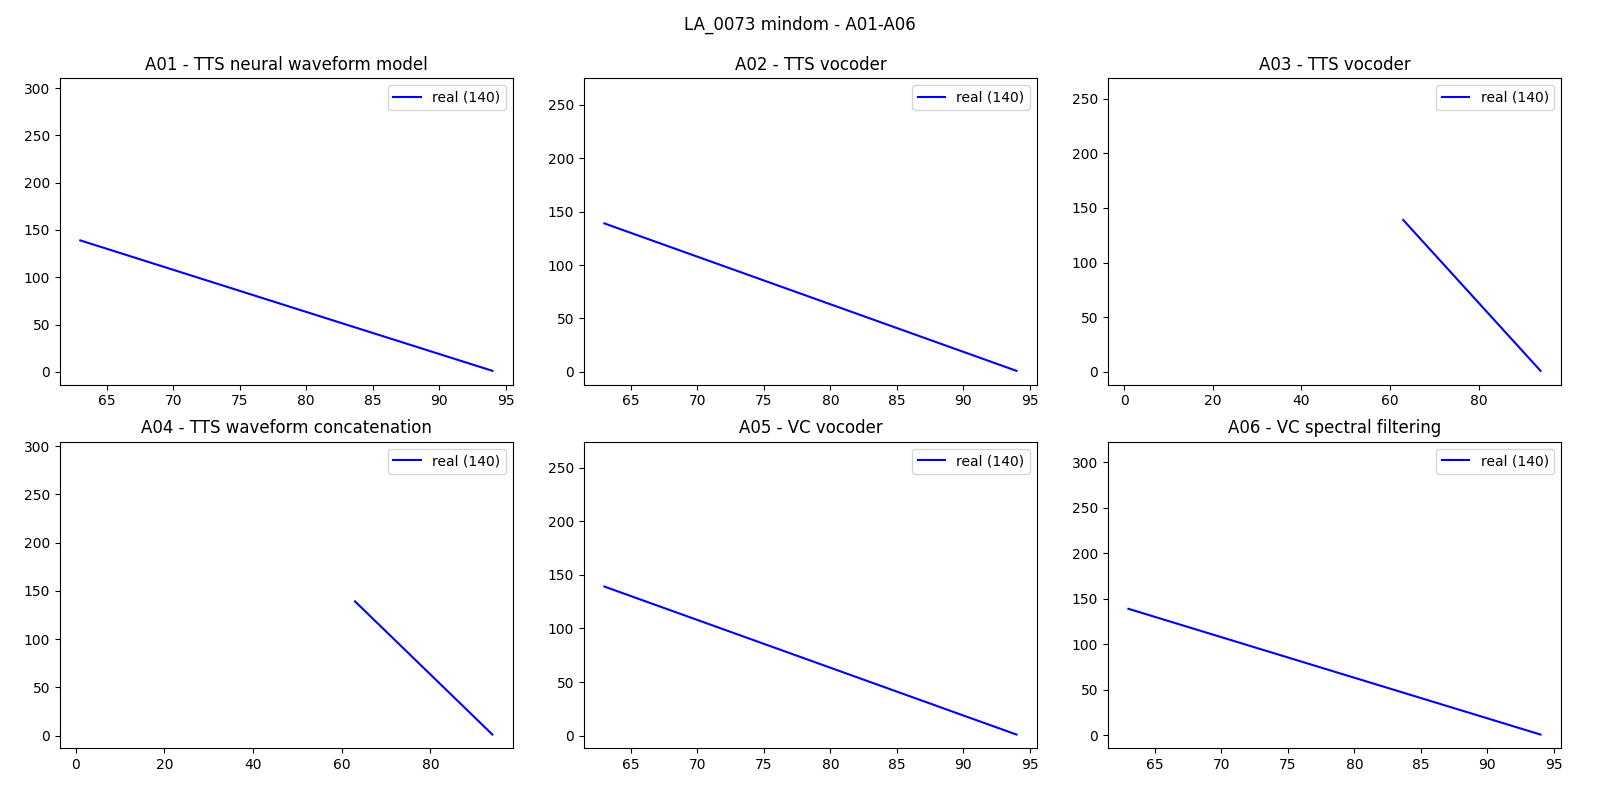 LA_0073 mindom - A01-A06
A01 - TTS neural waveform model
real (140)
300
250
200
150
100
50
0
65 70 75 80 85 90 95
A02 - TTS vocoder
real (140)
250
200
150
100
50
0
65 70 75 80 85 90 95
A03 - TTS vocoder
real (140)
250
200
150
100
50
0
0 20 40 60 80
A04 - TTS waveform concatenation
real (140)
300
250
200
150
100
50
0
0 20 40 60 80
A05 - VC vocoder
real (140)
250
200
150
100
50
0
65 70 75 80 85 90 95
A06 - VC spectral filtering
real (140)
300
250
200
150
100
50
0
65 70 75 80 85 90 95